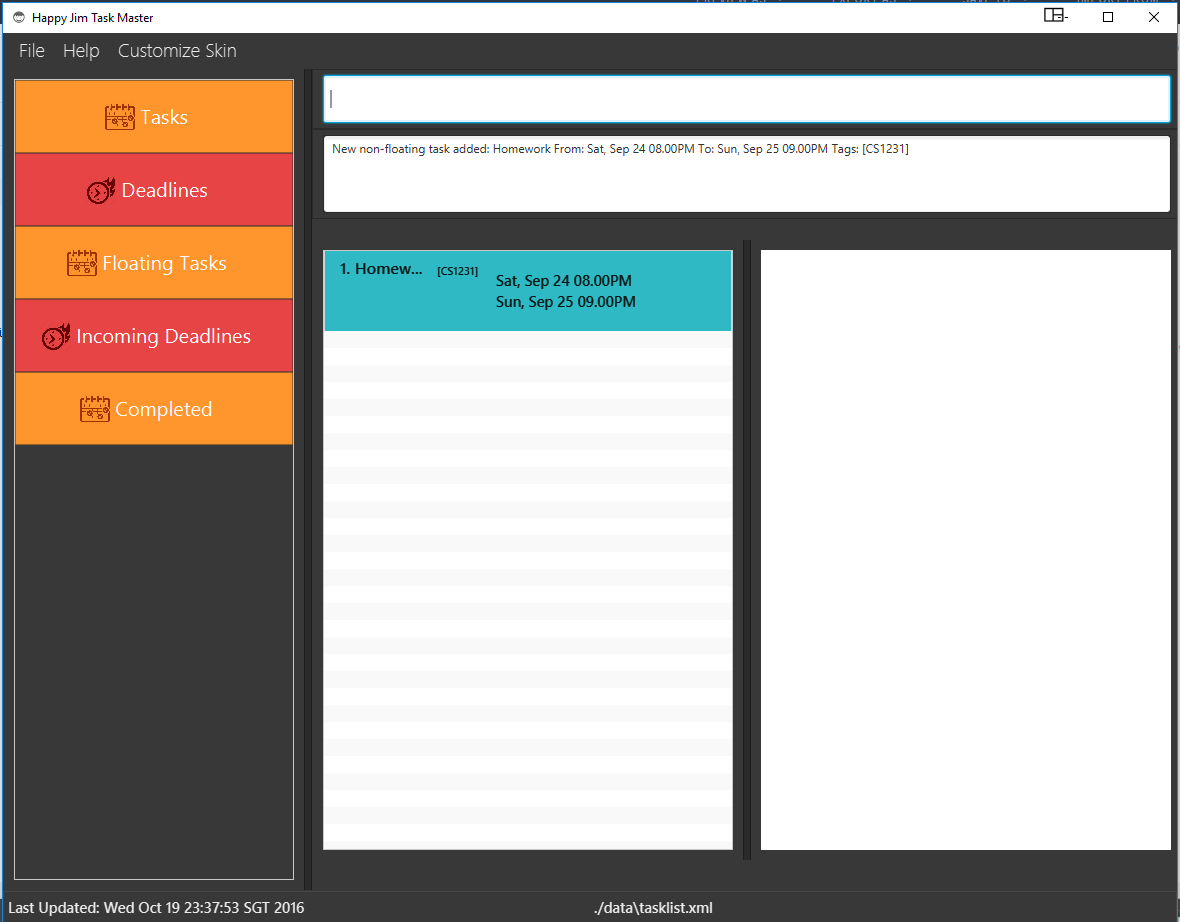 Happy Jim Task Master
File Help Customize Skin
Tasks
Deadlines
Floating Tasks
Incoming Deadlines
Completed
New non-floating task added: Homework From: Sat, Sep 24 08.00PM To: Sun, Sep 25 09.00PM Tags: [CS1231]
1. Homew... [CS1231]
Sat, Sep 24 08.00PM
Sun, Sep 25 09.00PM
Last Updated: Wed Oct 19 23:37:53 SGT 2016
./data\tasklist.xml